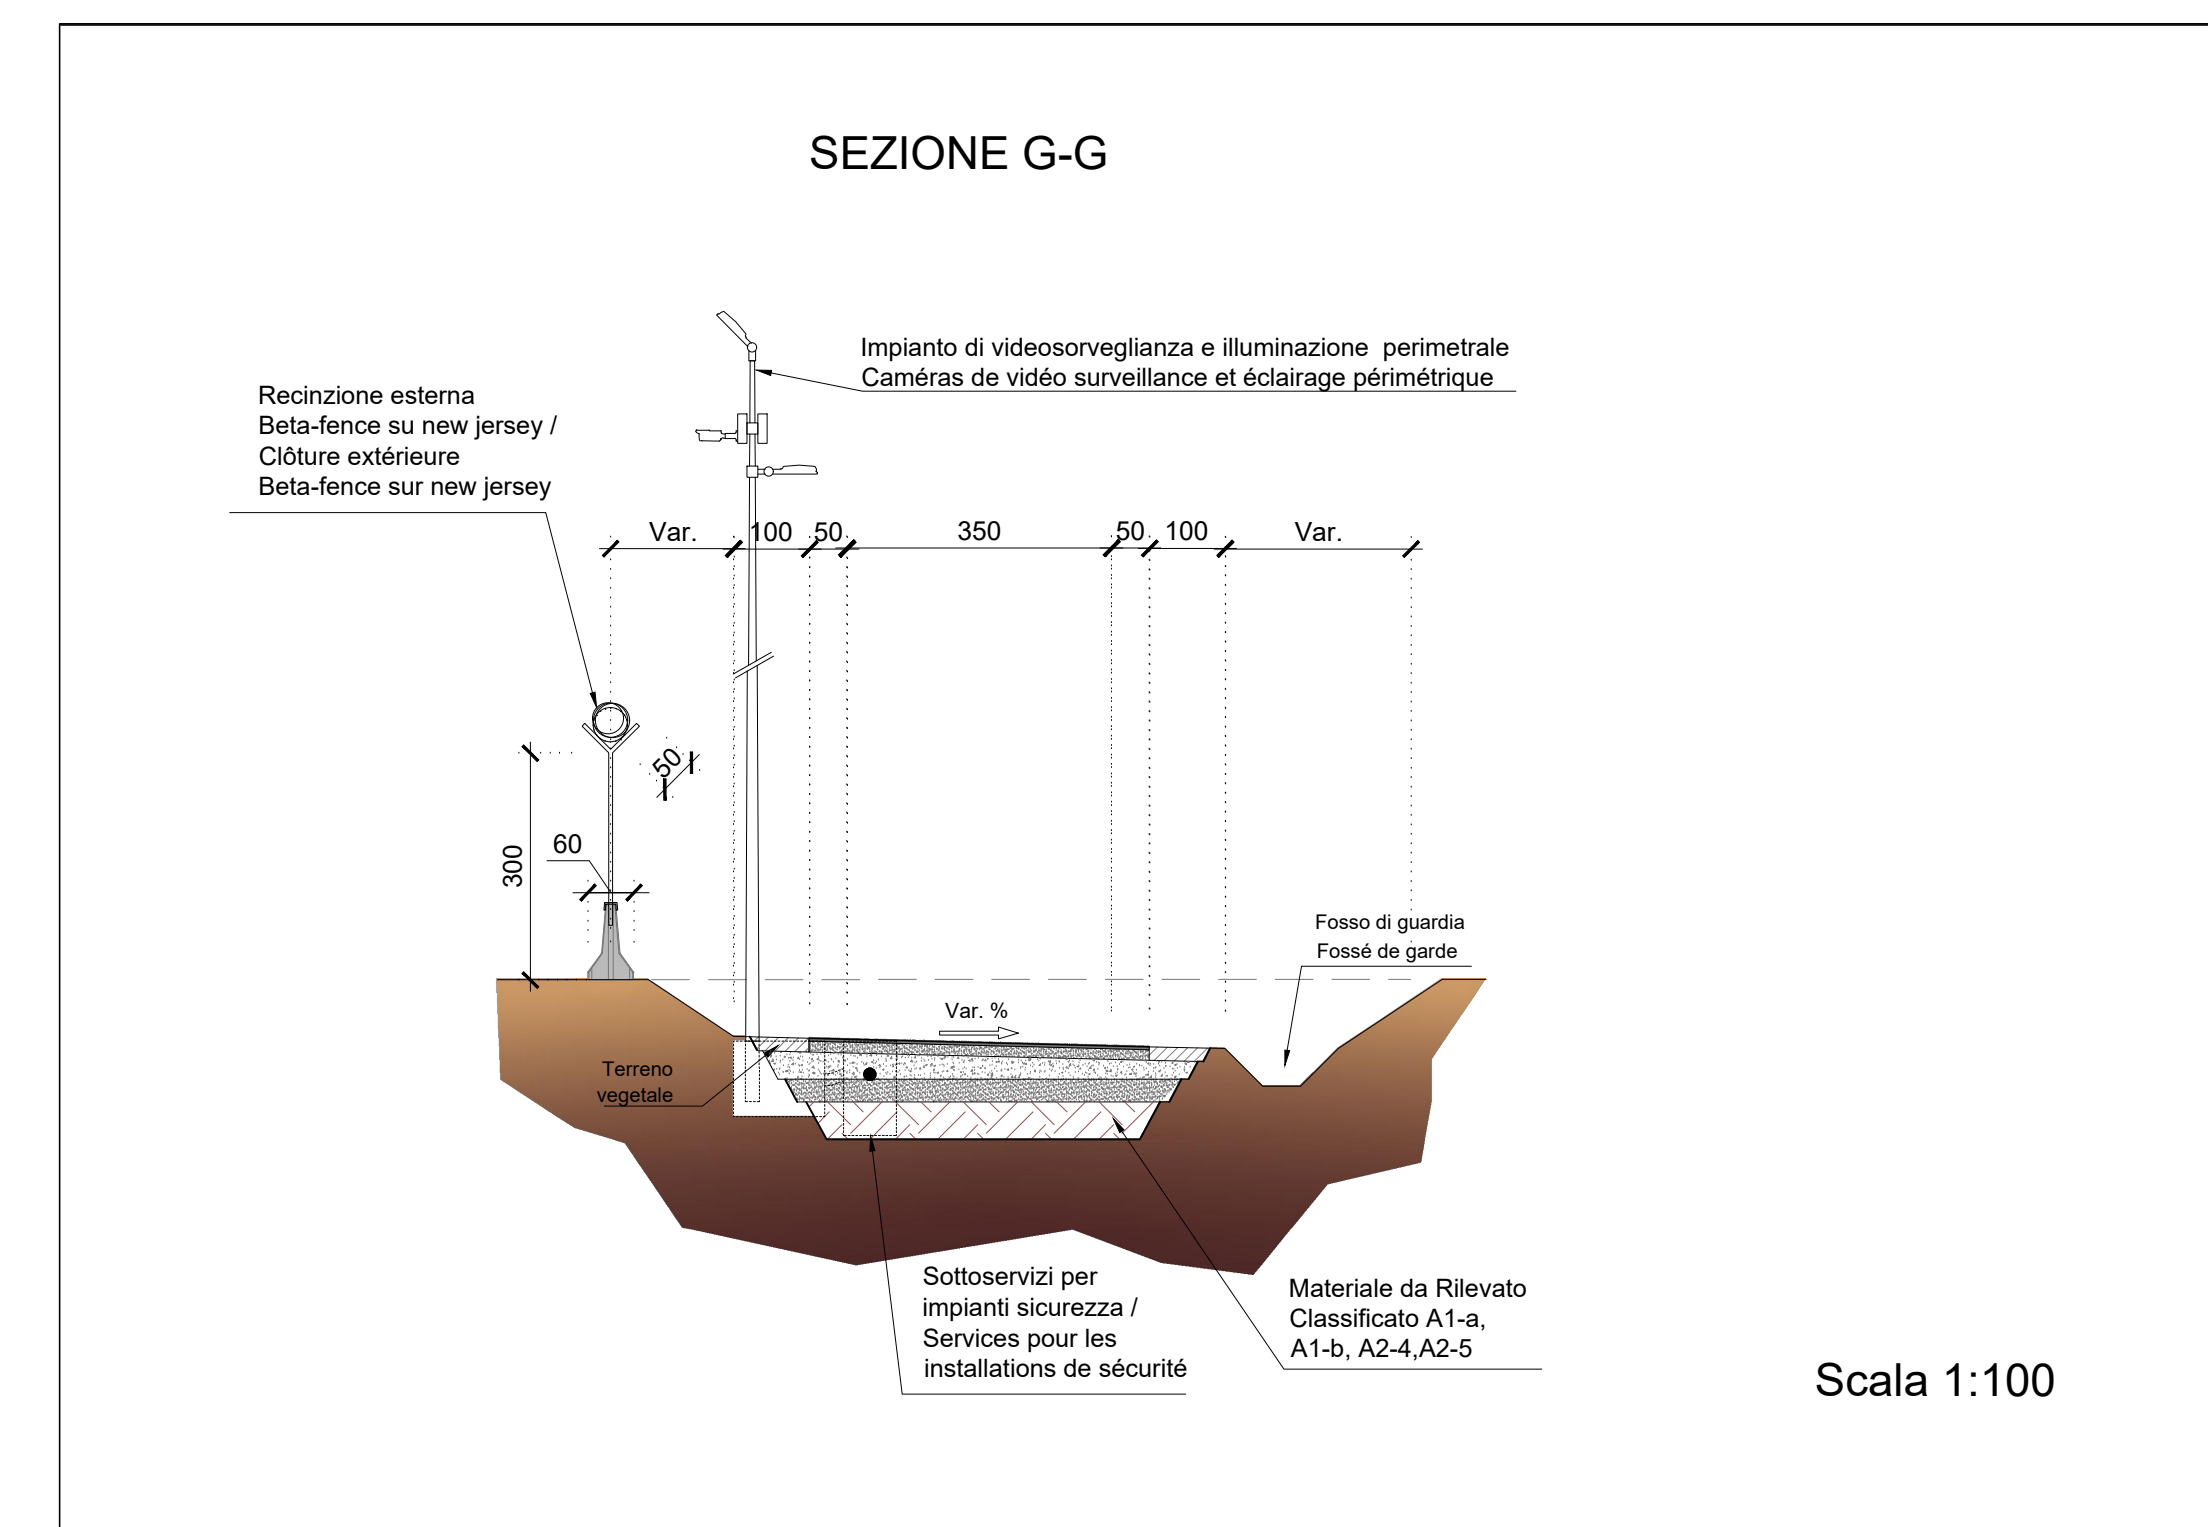 SEZIONE G-G
Impianto di videosorveglianza e illuminazione perimetrale
Caméras de vidéo surveillance et éclairage périmétrique
Recinzione esterna
Beta-fence su new jersey /
Clôture extérieure
Beta-fence sur new jersey
Var. 100 50 350 50 100 Var.
50
300
60
Fosso di guardia
Fossé de garde
Var. %
Terreno
vegetale
Sottoservizi per
impianti sicurezza /
Services pour les
installations de sécurité
Materiale da Rilevato
Classificato A1-a,
A1-b, A2-4,A2-5
Scala 1:100